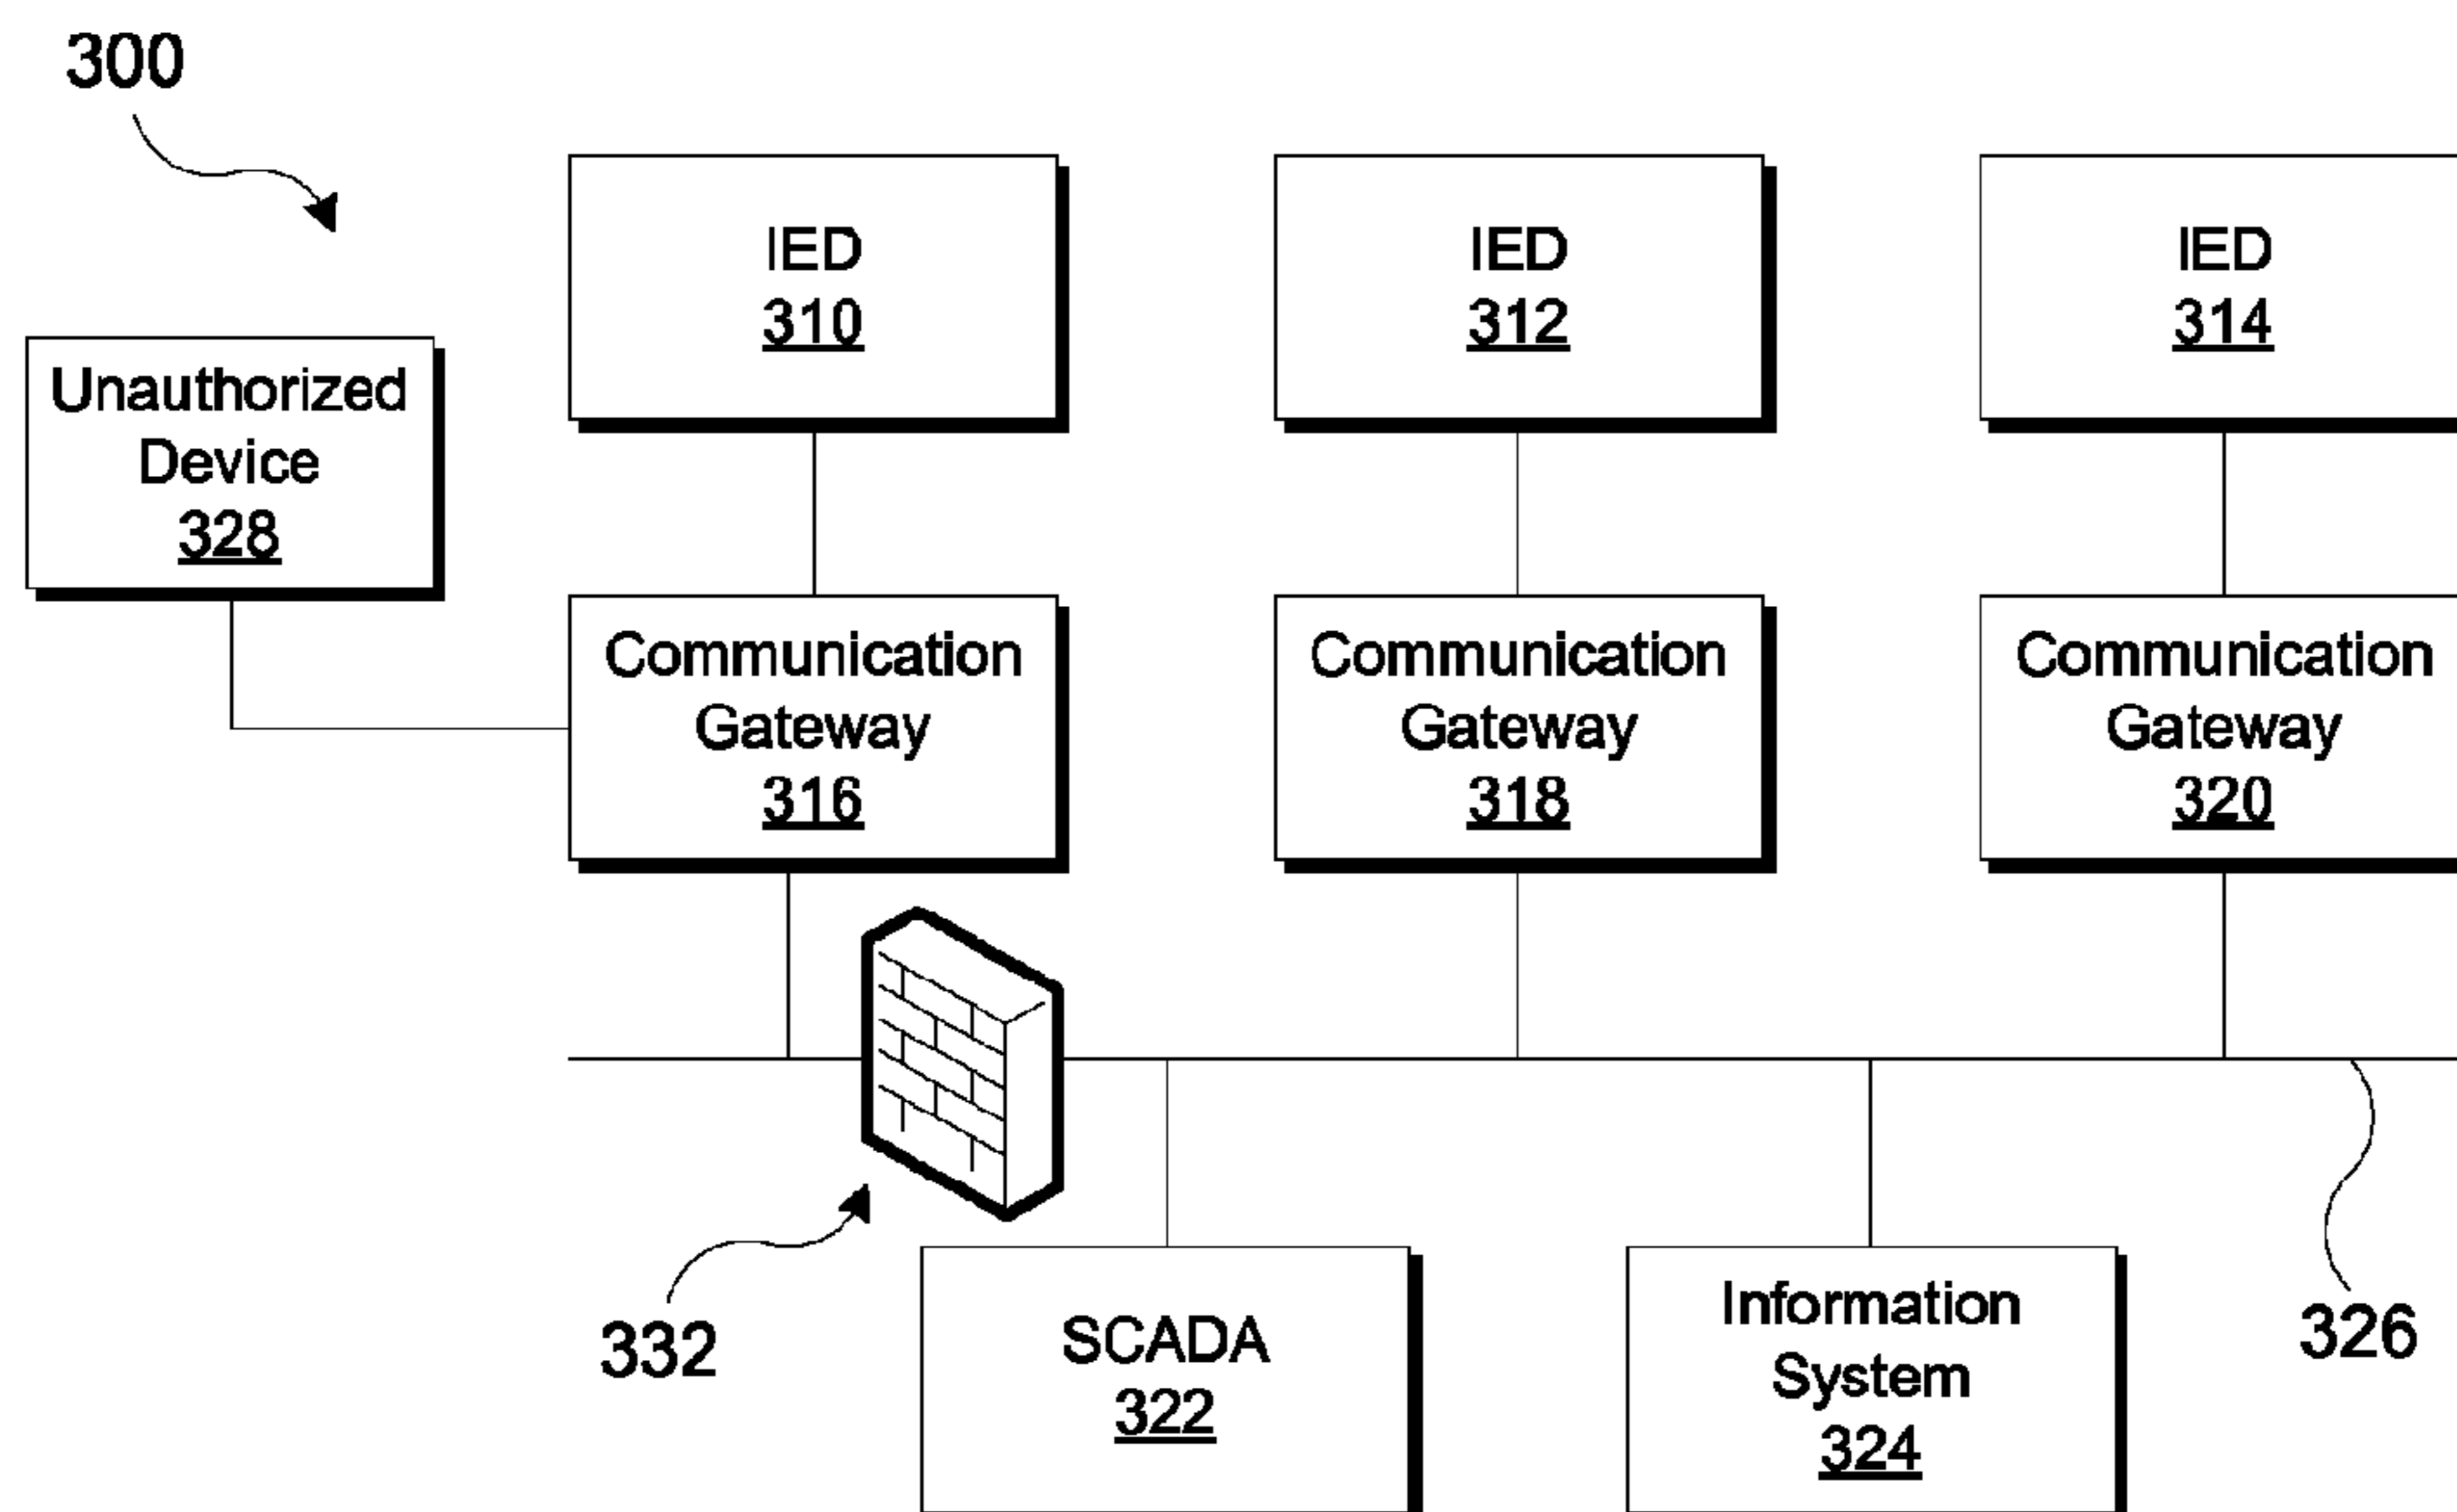 300
IED
310
IED
312
IED
314
Unauthorized
Device
328
Communication
Gateway
316
Communication
Gateway
318
Communication
Gateway
320
332
SCADA
322
Information
System
324
326